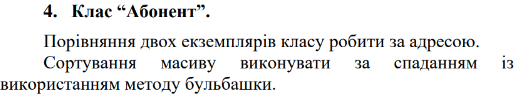 4. Клас “Абонент”.
Порівняння двох екземплярів класу робити за адресою.
Сортування масиву виконувати за спаданням із
використанням методу бульбашки.